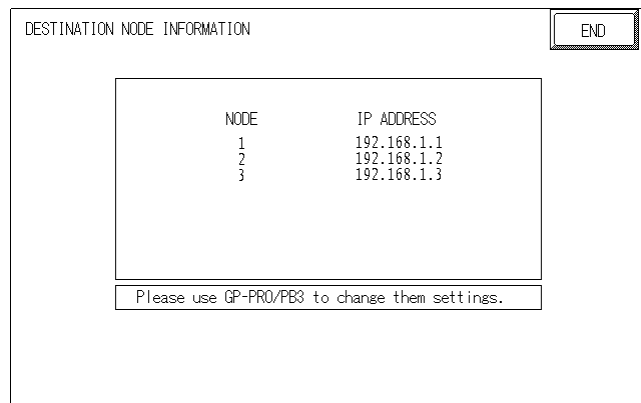 DESTINATION NODE INFORMATION END
NODE IP ADDRESS
1 192.168.1.1
2 192.168.1.2
3 192.168.1.3
Please use GP-PRO/PB3 to change them settings.